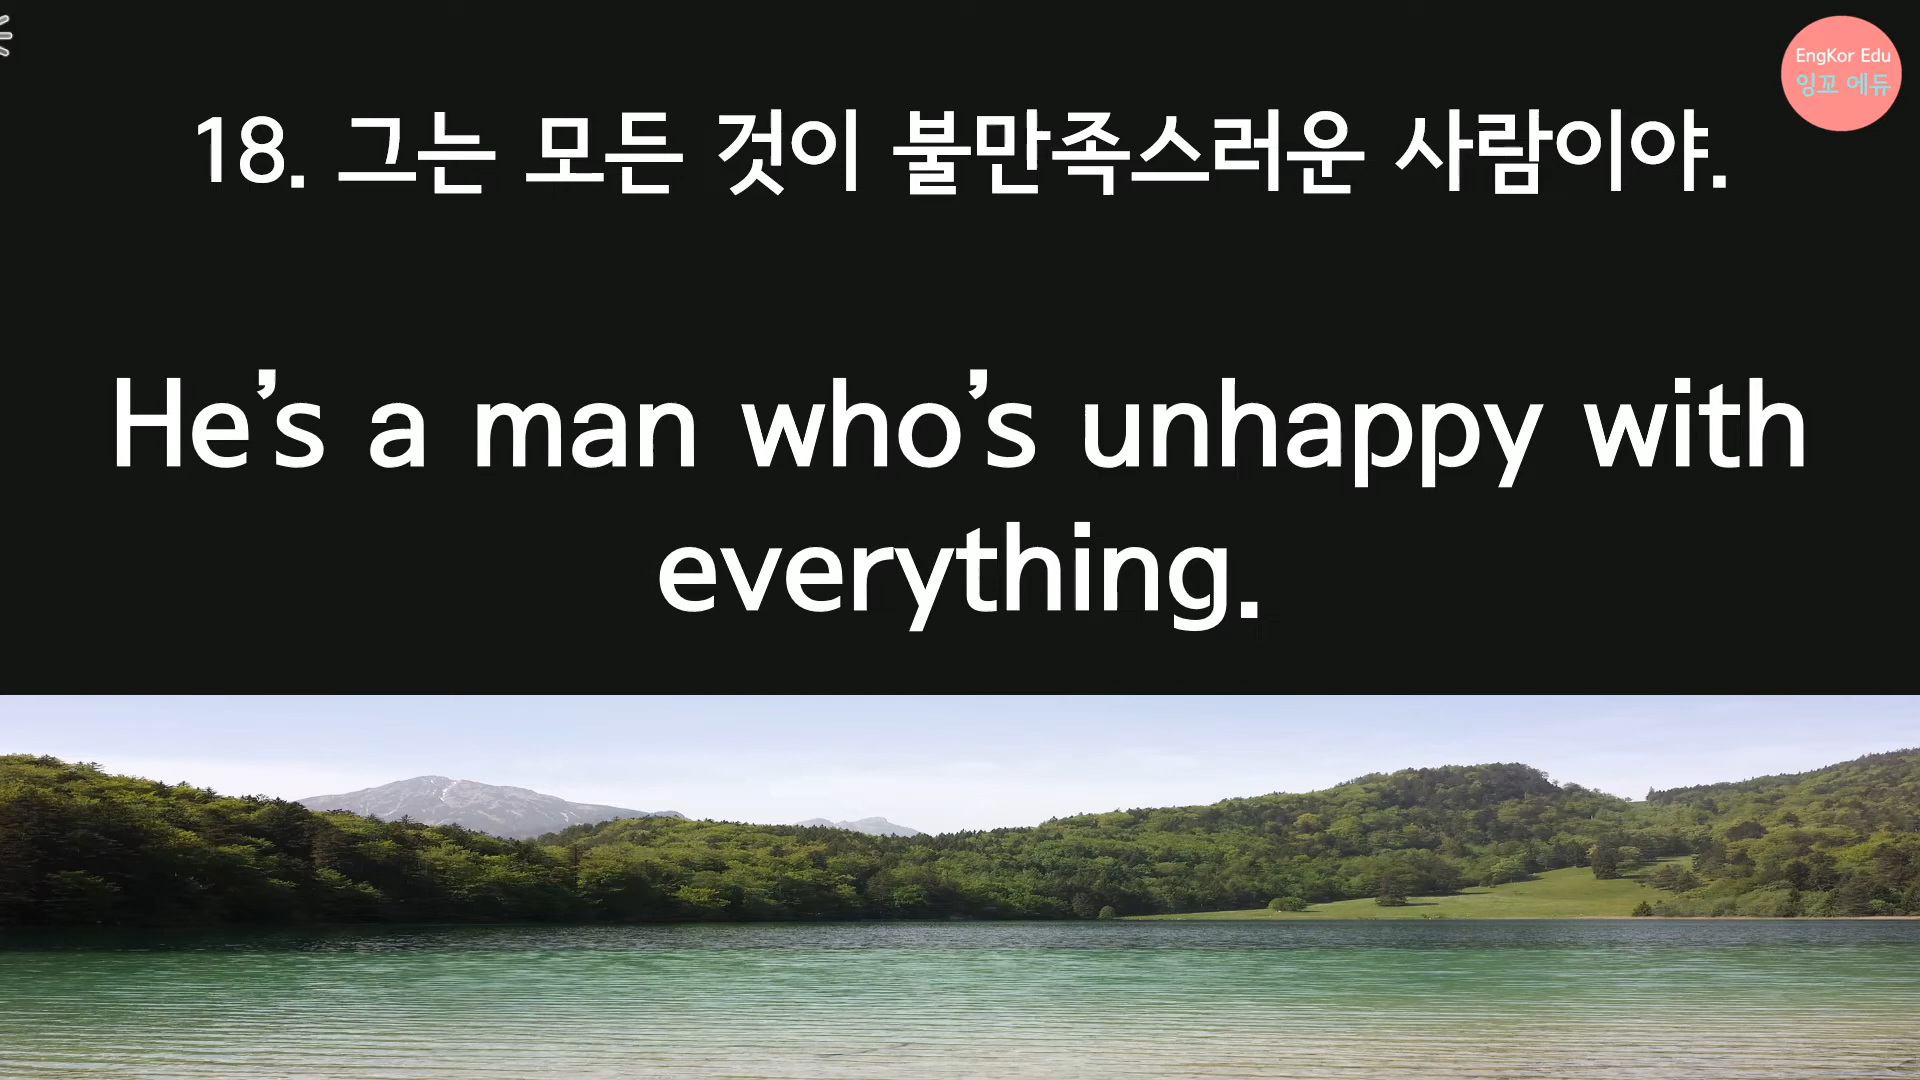 EngKor Edu
잉꼬 에듀
18. 그는 모든 것이 불만족스러운 사람이야.
He’s a man who’s unhappy with
everything.